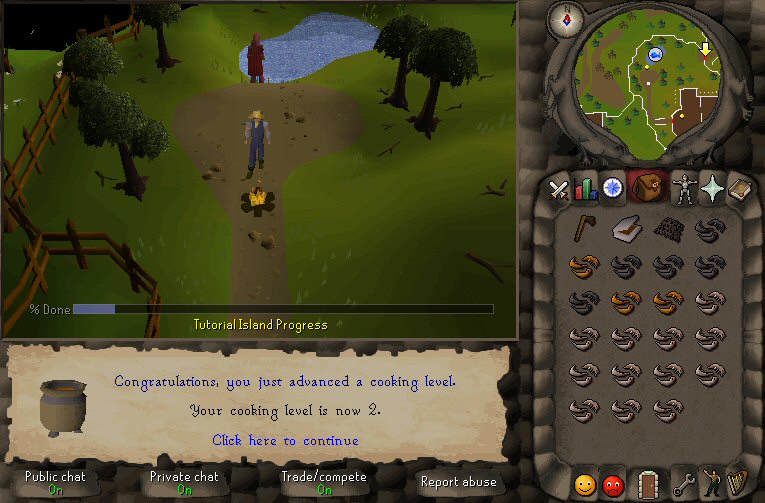 N
% Done
Tutorial Island Progress
Congratulations, you just advanced a cooking level.
Your cooking level is now 2.
Click here to continue
Public chat
On
Private chat
On
Trade/compete
On
Report abuse